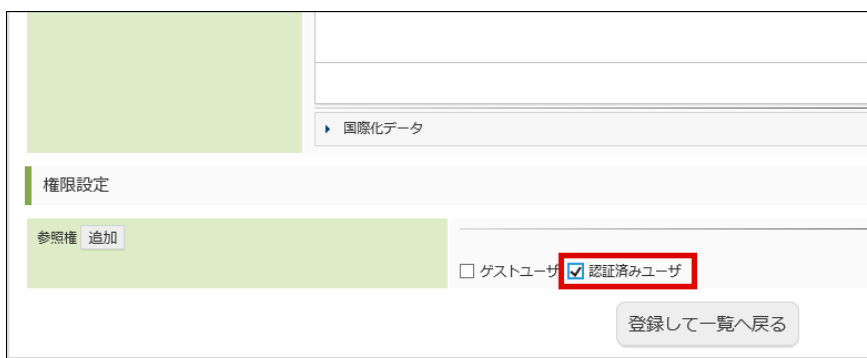 国際化データ
権限設定
参照権 追加
ゲストユーザ 認証済みユーザ
登録して一覧へ戻る